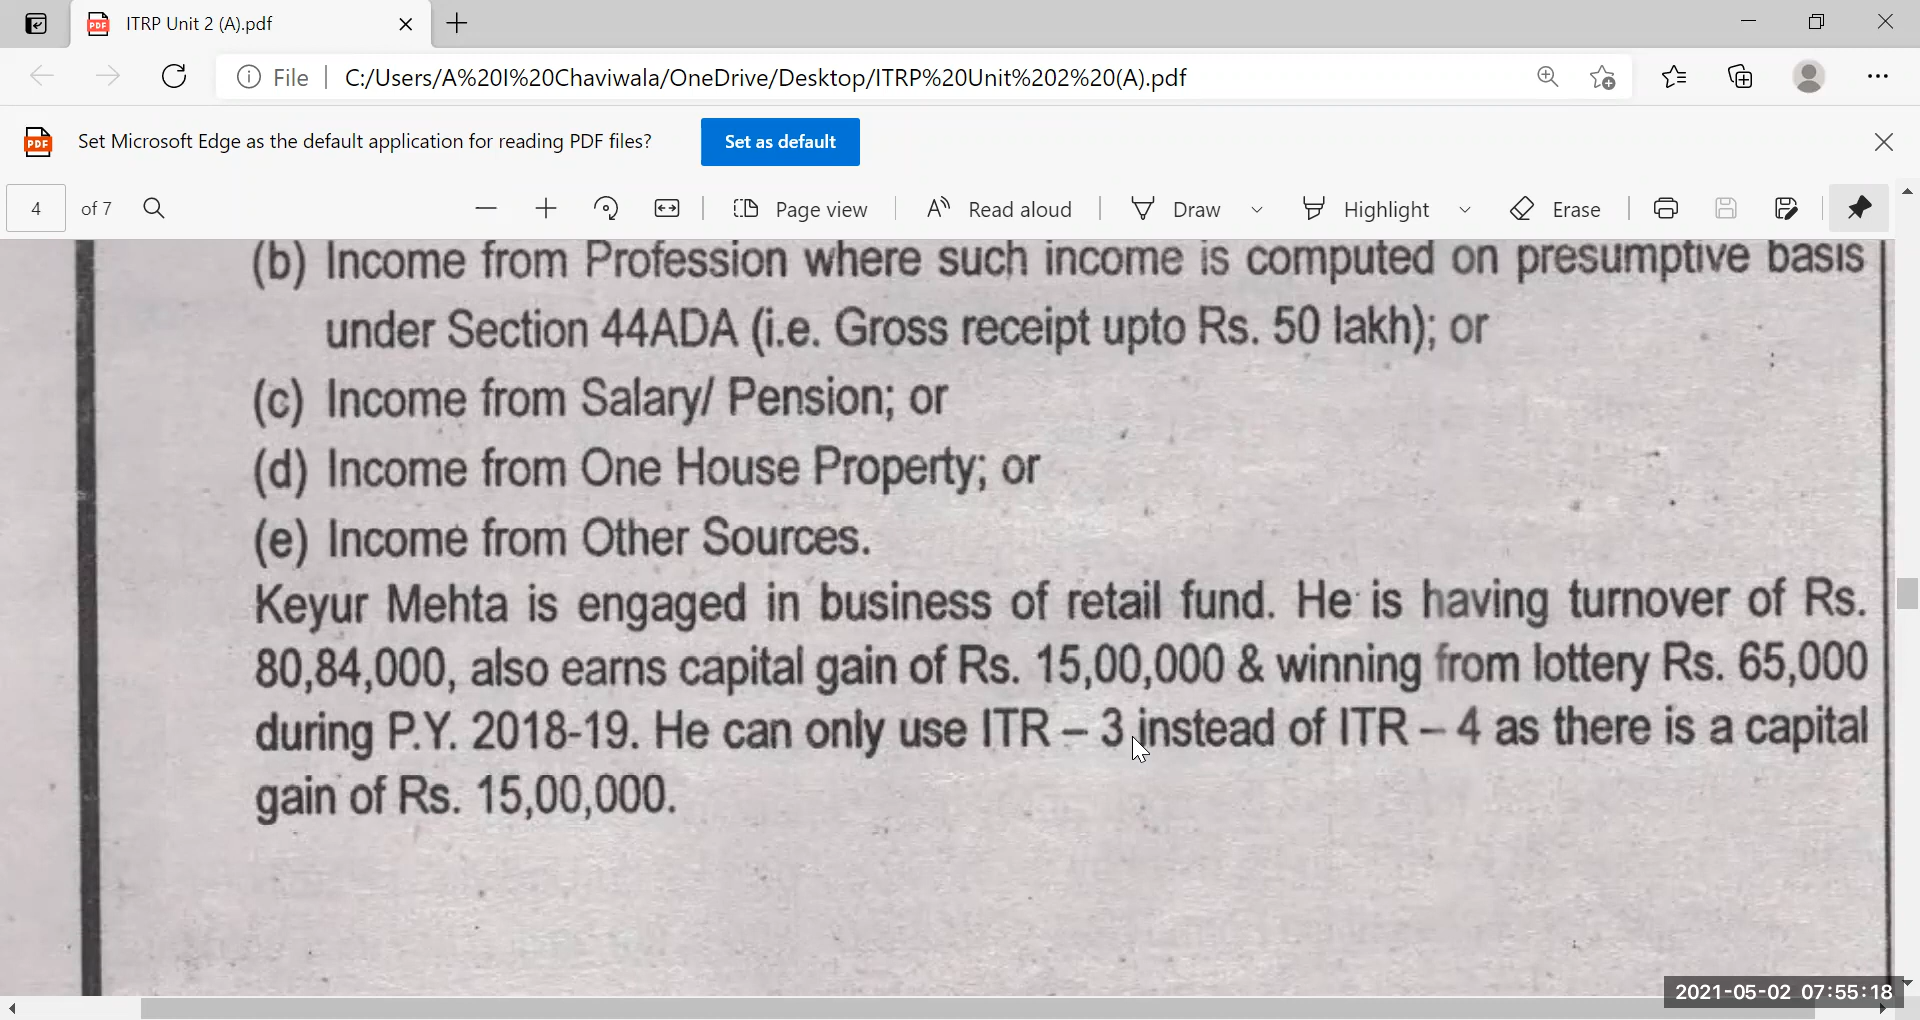 ITRP Unit 2 (A).pdf
File C:/Users/A%20I%20Chaviwala/OneDrive/Desktop/ITRP%20Unit%202%20(A).pdf
PDF Set Microsoft Edge as the default application for reading PDF files? Set as default
4 of 7 Page view Read aloud Draw Highlight Erase
(b) Income from Profession where such income is computed on presumptive basis
under Section 44ADA (i.e. Gross receipt upto Rs. 50 lakh); or
(c) Income from Salary/ Pension; or
(d) Income from One House Property; or
(e) Income from Other Sources.
Keyur Mehta is engaged in business of retail fund. He is having turnover of Rs.
80,84,000, also earns capital gain of Rs. 15,00,000 & winning from lottery Rs. 65,000
during P.Y. 2018-19. He can only use ITR – 3 instead of ITR – 4 as there is a capital
gain of Rs. 15,00,000.
2021-05-02 07:55:18